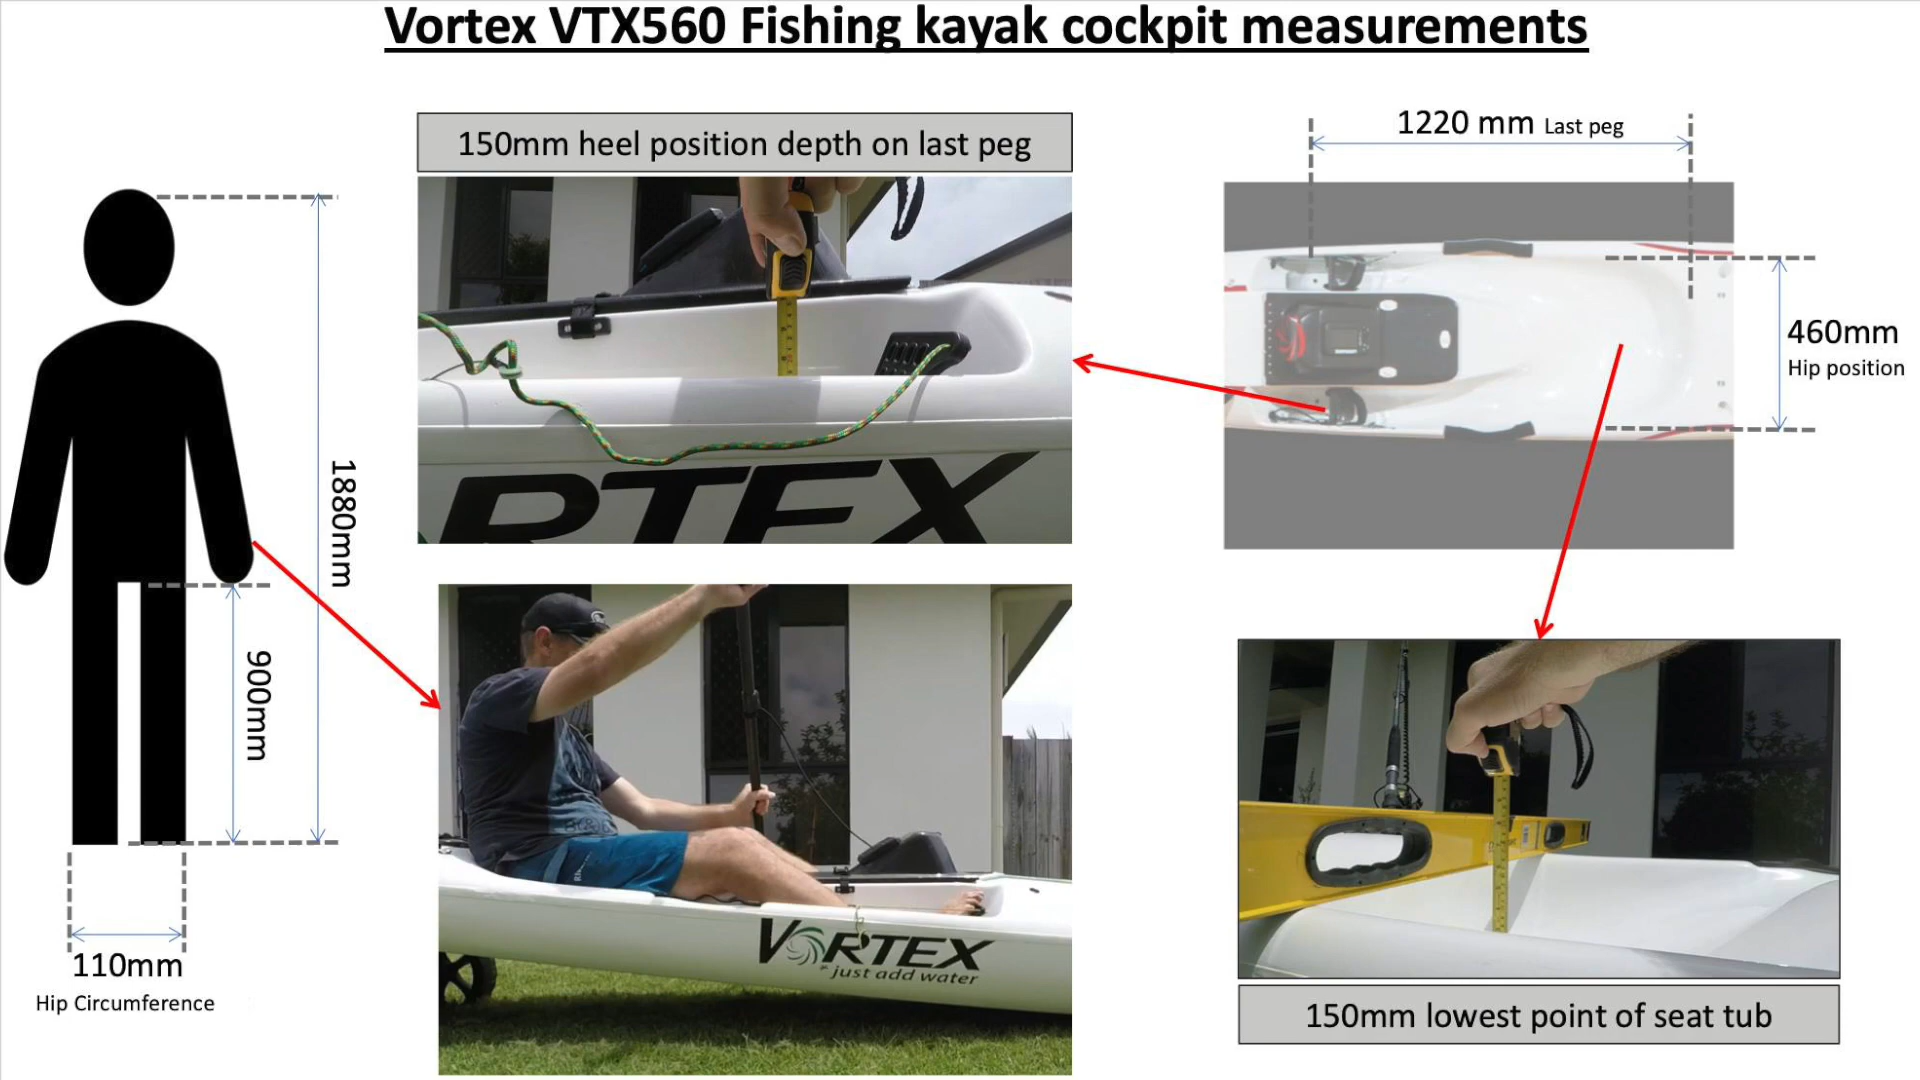 Vortex VTX560 Fishing kayak cockpit measurements
150mm heel position depth on last peg
1220 mm Last peg
460mm
Hip position
1880mm
900mm
110mm
Hip Circumference
RTEX
VORTEX
just add water
150mm lowest point of seat tub